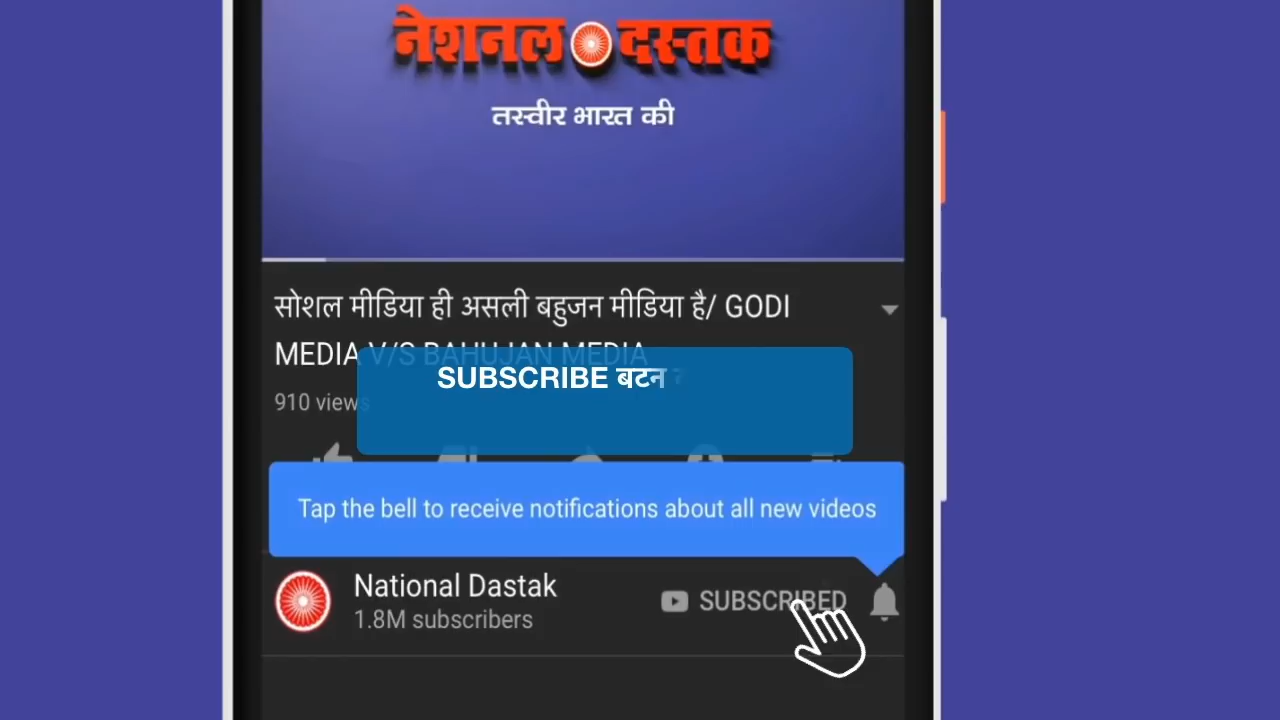 नेशनल दस्तक
तस्वीर भारत की
सोशल मीडिया ही असली बहुजन मीडिया है/ GODI
MEDIA V/S BAHUJAN MEDIA
910 views
SUBSCRIBE बटन
Tap the bell to receive notifications about all new videos
National Dastak
1.8M subscribers
SUBSCRIBED